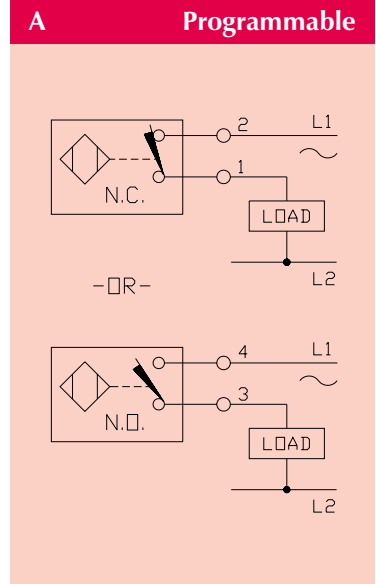 A Programmable
2 L1
1
N.C.
LOAD
L2
-OR-
4 L1
3
N.O.
LOAD
L2